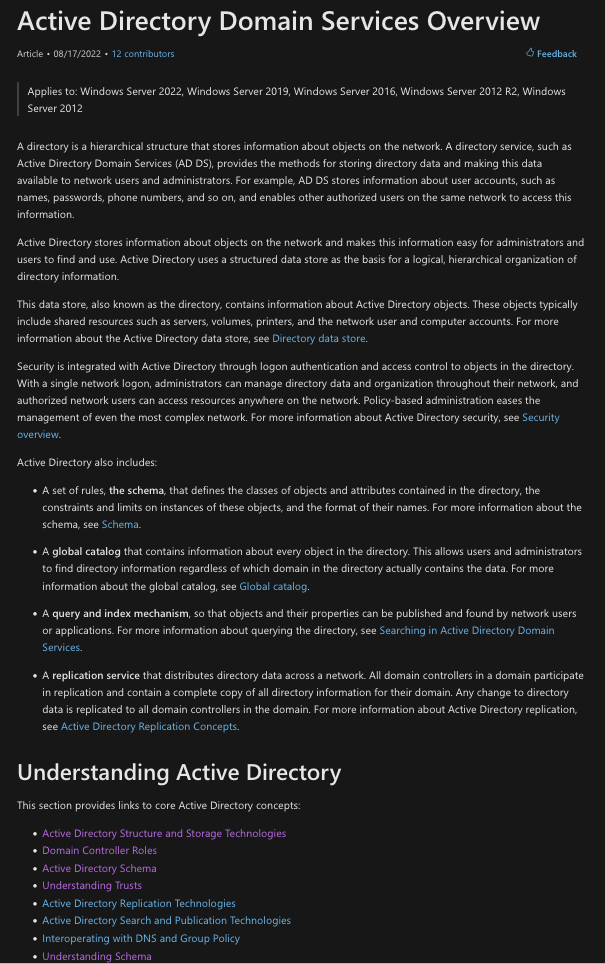 Active Directory Domain Services Overview
Article • 08/17/2022 • 12 contributors
Feedback
Applies to: Windows Server 2022, Windows Server 2019, Windows Server 2016, Windows Server 2012 R2, Windows
Server 2012
A directory is a hierarchical structure that stores information about objects on the network. A directory service, such as
Active Directory Domain Services (AD DS), provides the methods for storing directory data and making this data
available to network users and administrators. For example, AD DS stores information about user accounts, such as
names, passwords, phone numbers, and so on, and enables other authorized users on the same network to access this
information.
Active Directory stores information about objects on the network and makes this information easy for administrators and
users to find and use. Active Directory uses a structured data store as the basis for a logical, hierarchical organization of
directory information.
This data store, also known as the directory, contains information about Active Directory objects. These objects typically
include shared resources such as servers, volumes, printers, and the network user and computer accounts. For more
information about the Active Directory data store, see Directory data store.
Security is integrated with Active Directory through logon authentication and access control to objects in the directory.
With a single network logon, administrators can manage directory data and organization throughout their network, and
authorized network users can access resources anywhere on the network. Policy-based administration eases the
management of even the most complex network. For more information about Active Directory security, see Security
overview.
Active Directory also includes:
• A set of rules, the schema, that defines the classes of objects and attributes contained in the directory, the
constraints and limits on instances of these objects, and the format of their names. For more information about the
schema, see Schema.
• A global catalog that contains information about every object in the directory. This allows users and administrators
to find directory information regardless of which domain in the directory actually contains the data. For more
information about the global catalog, see Global catalog.
• A query and index mechanism, so that objects and their properties can be published and found by network users
or applications. For more information about querying the directory, see Searching in Active Directory Domain
Services.
• A replication service that distributes directory data across a network. All domain controllers in a domain participate
in replication and contain a complete copy of all directory information for their domain. Any change to directory
data is replicated to all domain controllers in the domain. For more information about Active Directory replication,
see Active Directory Replication Concepts.
Understanding Active Directory
This section provides links to core Active Directory concepts:
• Active Directory Structure and Storage Technologies
• Domain Controller Roles
• Active Directory Schema
• Understanding Trusts
• Active Directory Replication Technologies
• Active Directory Search and Publication Technologies
• Interoperating with DNS and Group Policy
• Understanding Schema